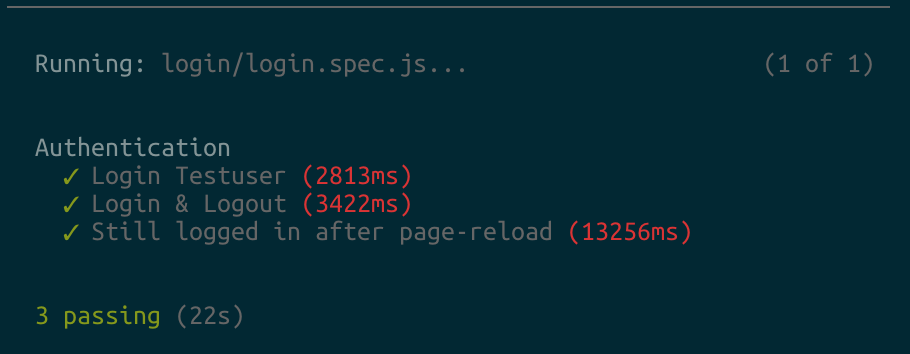 Running: login/login.spec.js... (1 of 1)
Authentication
✓ Login Testuser (2813ms)
✓ Login & Logout (3422ms)
✓ Still logged in after page-reload (13256ms)
3 passing (22s)